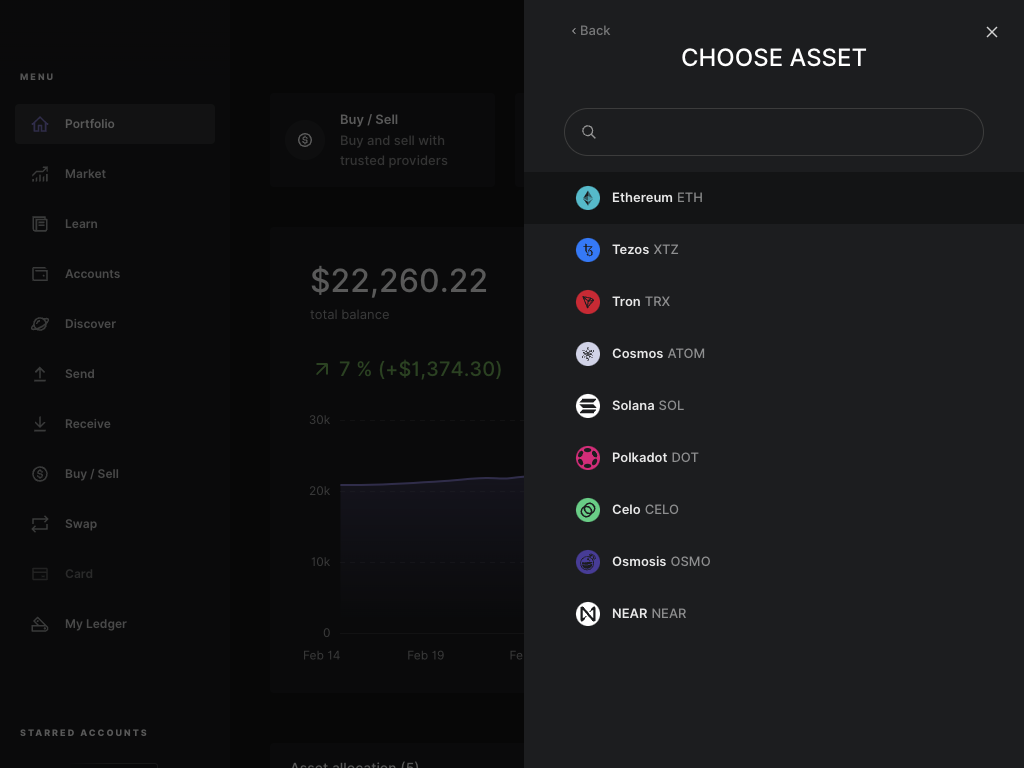 MENU
Portfolio
Market
Learn
Accounts
Discover
Send
Receive
Buy / Sell
Swap
Card
My Ledger
STARRED ACCOUNTS
Buy / Sell
Buy and sell with
trusted providers
$22,260.22
total balance
7 % (+$1,374.30)
30k
20k
10k
0
Feb 14
Feb 19
Fe
Asset allocation (5)
‹ Back
CHOOSE ASSET
Ethereum ETH
Tezos XTZ
Tron TRX
Cosmos ATOM
Solana SOL
Polkadot DOT
Celo CELO
Osmosis OSMO
NEAR NEAR